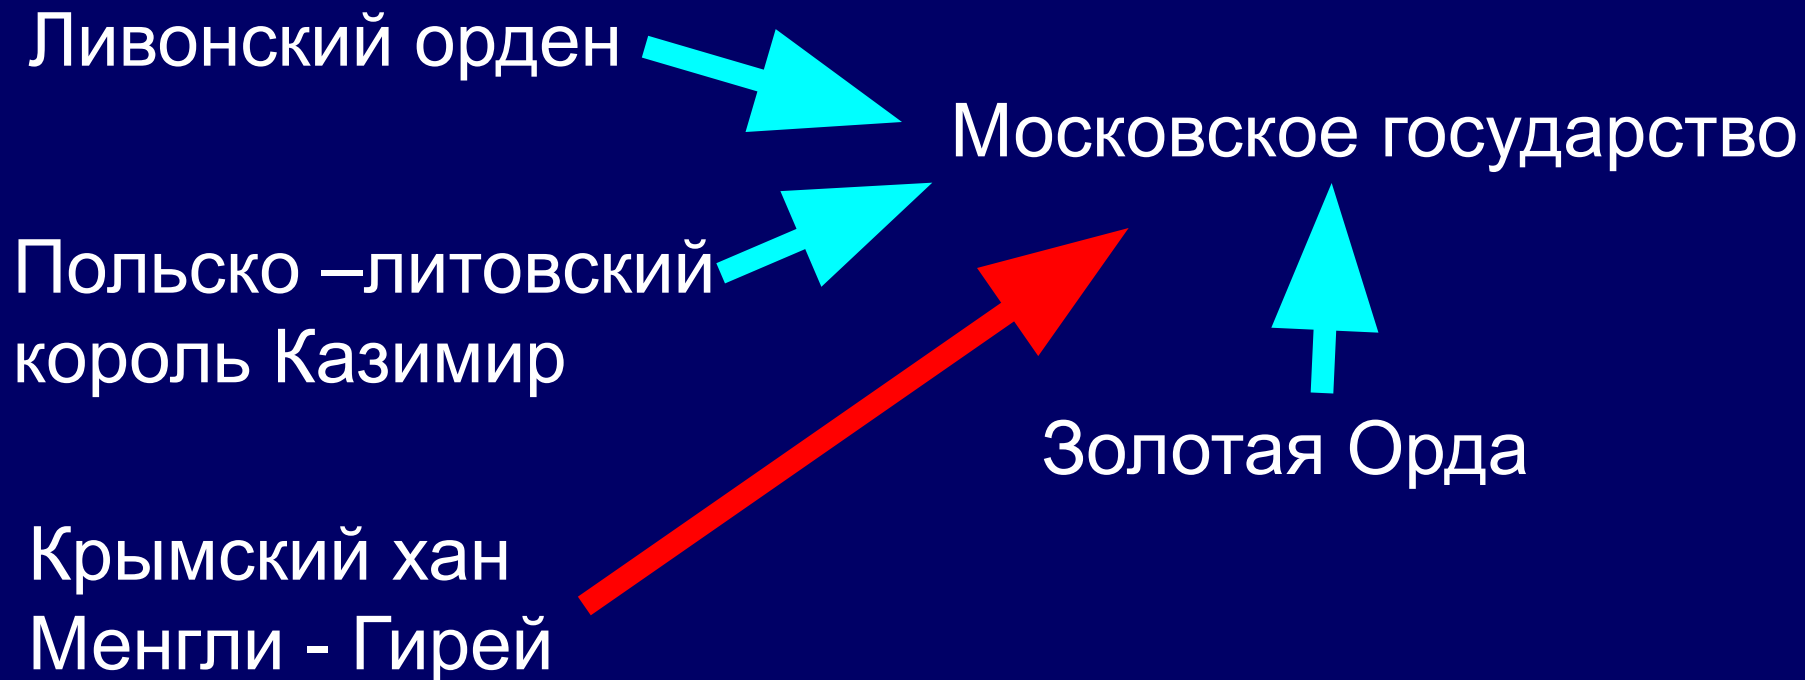 Ливонский орден
Московское государство
Польско –литовский
король Казимир
Золотая Орда
Крымский хан
Менгли - Гирей